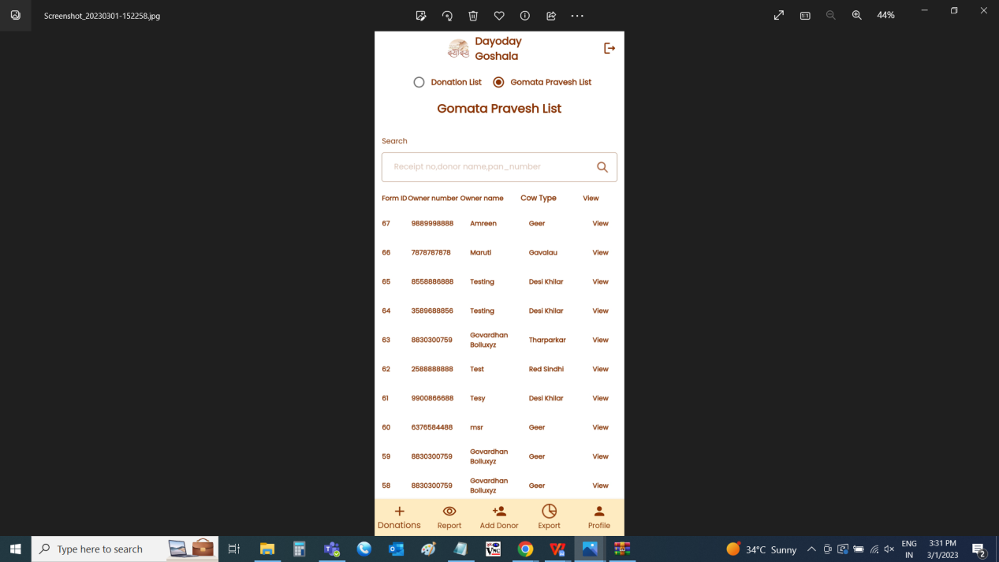 Screenshot_20230301-152258.jpg
44%
Dayoday
Goshala
Donation List Gomata Pravesh List
Gomata Pravesh List
Search
Receipt no,donor name,pan_number
Form ID Owner number Owner name Cow Type View
67 9889998888 Amreen Geer View
66 7878787878 Maruti Gavalau View
65 8558886888 Testing Desi Khilar View
64 3589688856 Testing Desi Khilar View
63 8830300759 Govardhan Bolluxyz Tharparkar View
62 2588888888 Test Red Sindhi View
61 9900866688 Tesy Desi Khilar View
60 6376584488 msr Geer View
59 8830300759 Govardhan Bolluxyz Geer View
58 8830300759 Govardhan Bolluxyz Geer View
Donations Report Add Donor Export Profile
Type here to search
34°C Sunny
ENG
IN
3:31 PM
3/1/2023
2